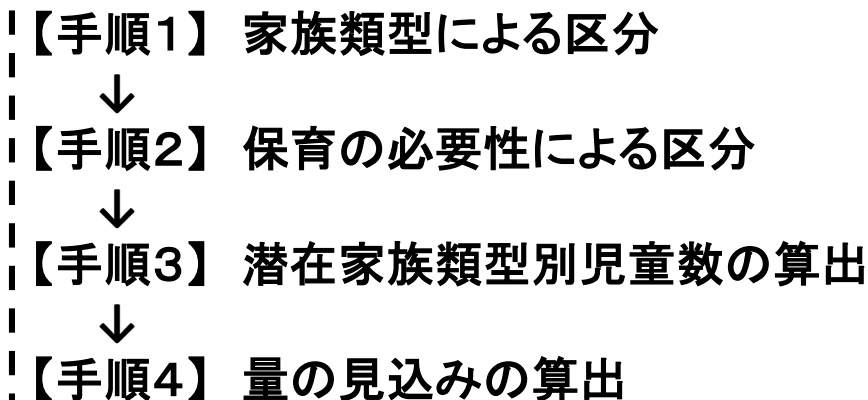 【手順１】 家族類型による区分
↓
【手順２】 保育の必要性による区分
↓
【手順３】 潜在家族類型別児童数の算出
↓
【手順４】 量の見込みの算出